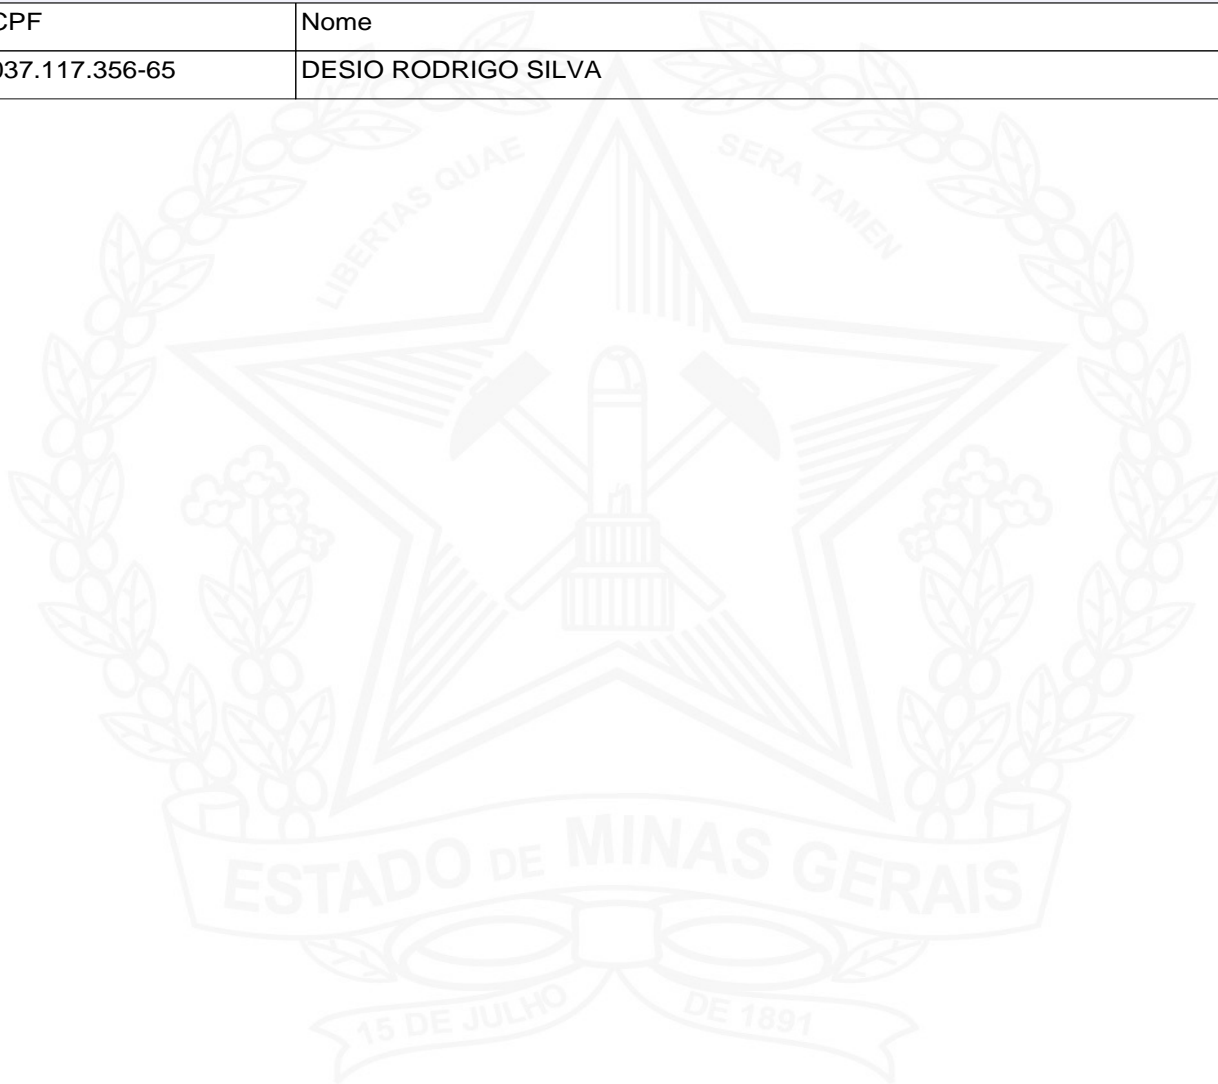 CPF Nome
037.117.356-65 DESIO RODRIGO SILVA
LIBERTAS QUAE SERA TAMEN
ESTADO DE MINAS GERAIS
15 DE JULHO DE 1891